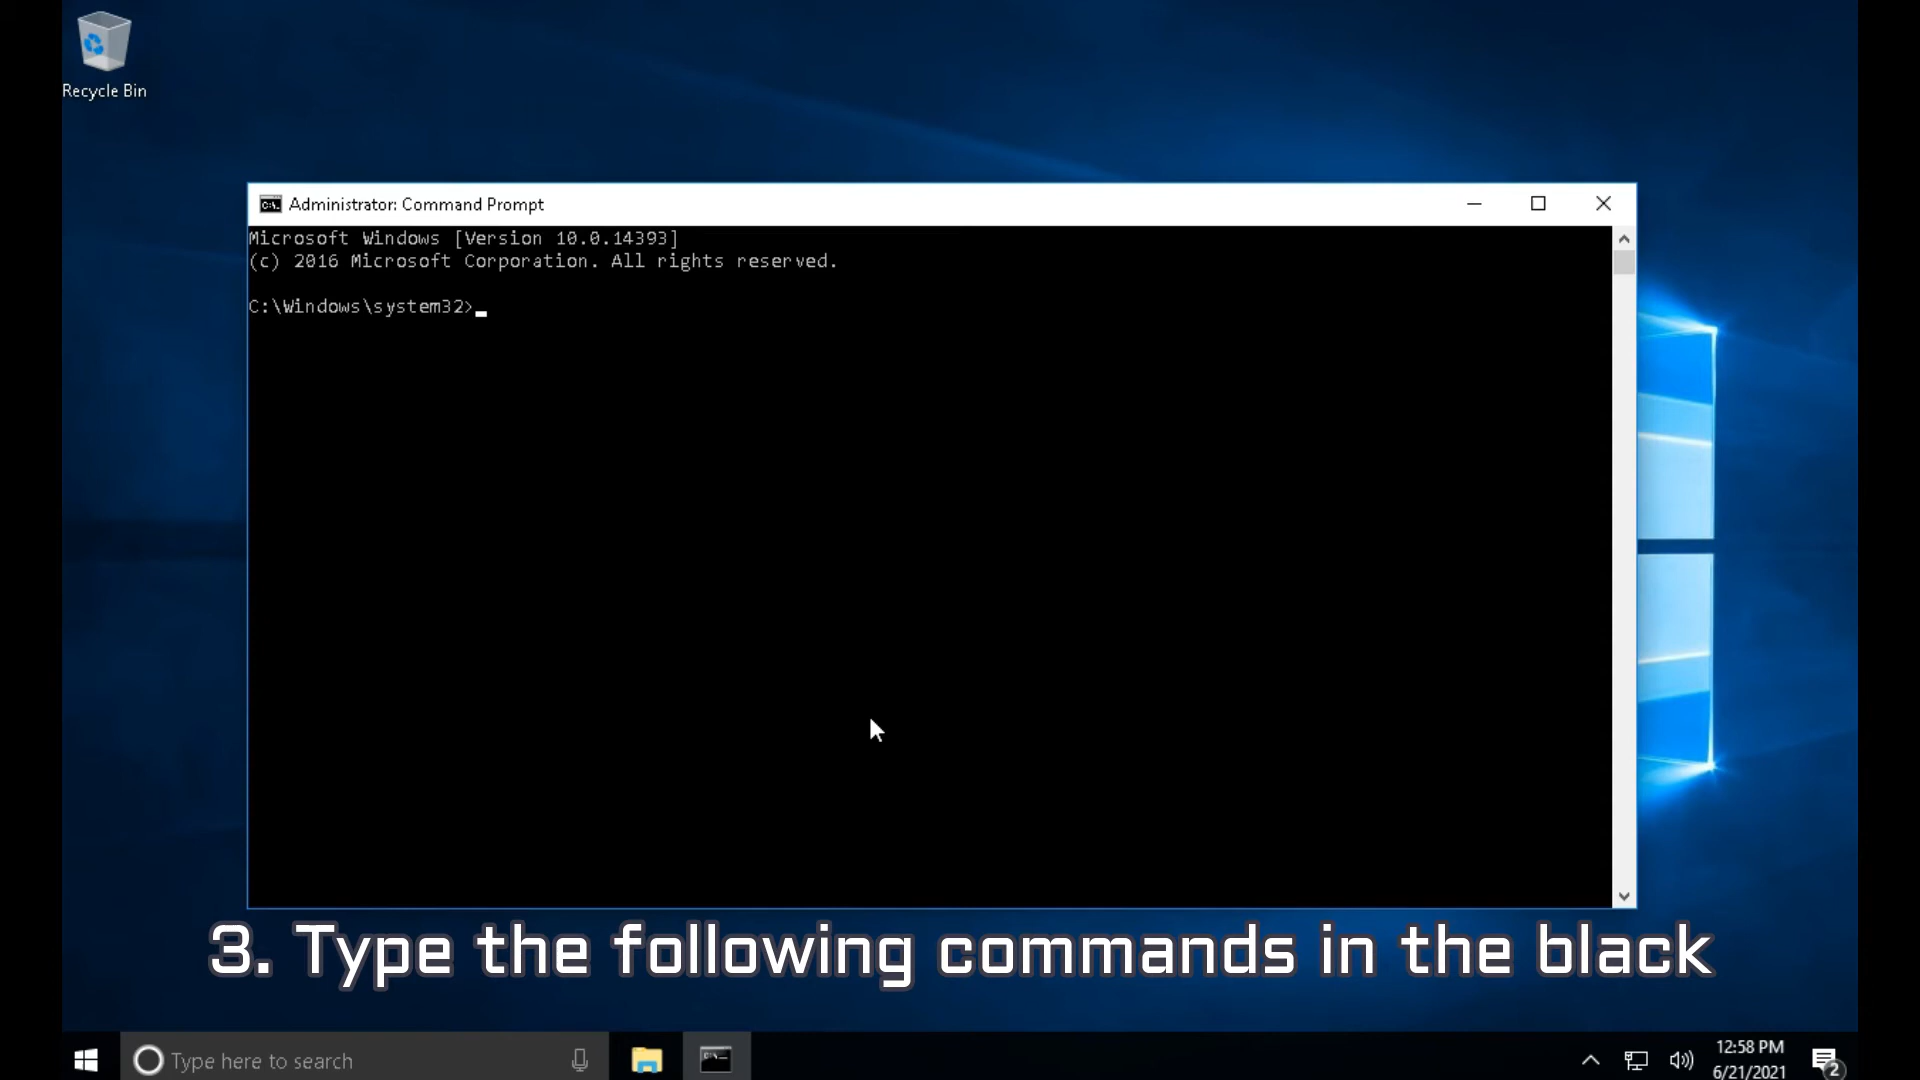 Recycle Bin
Administrator: Command Prompt
Microsoft Windows [Version 10.0.14393]
(c) 2016 Microsoft Corporation. All rights reserved.
C:\Windows\system32>
3. Type the following commands in the black
Type here to search
12:58 PM
6/21/2021
2